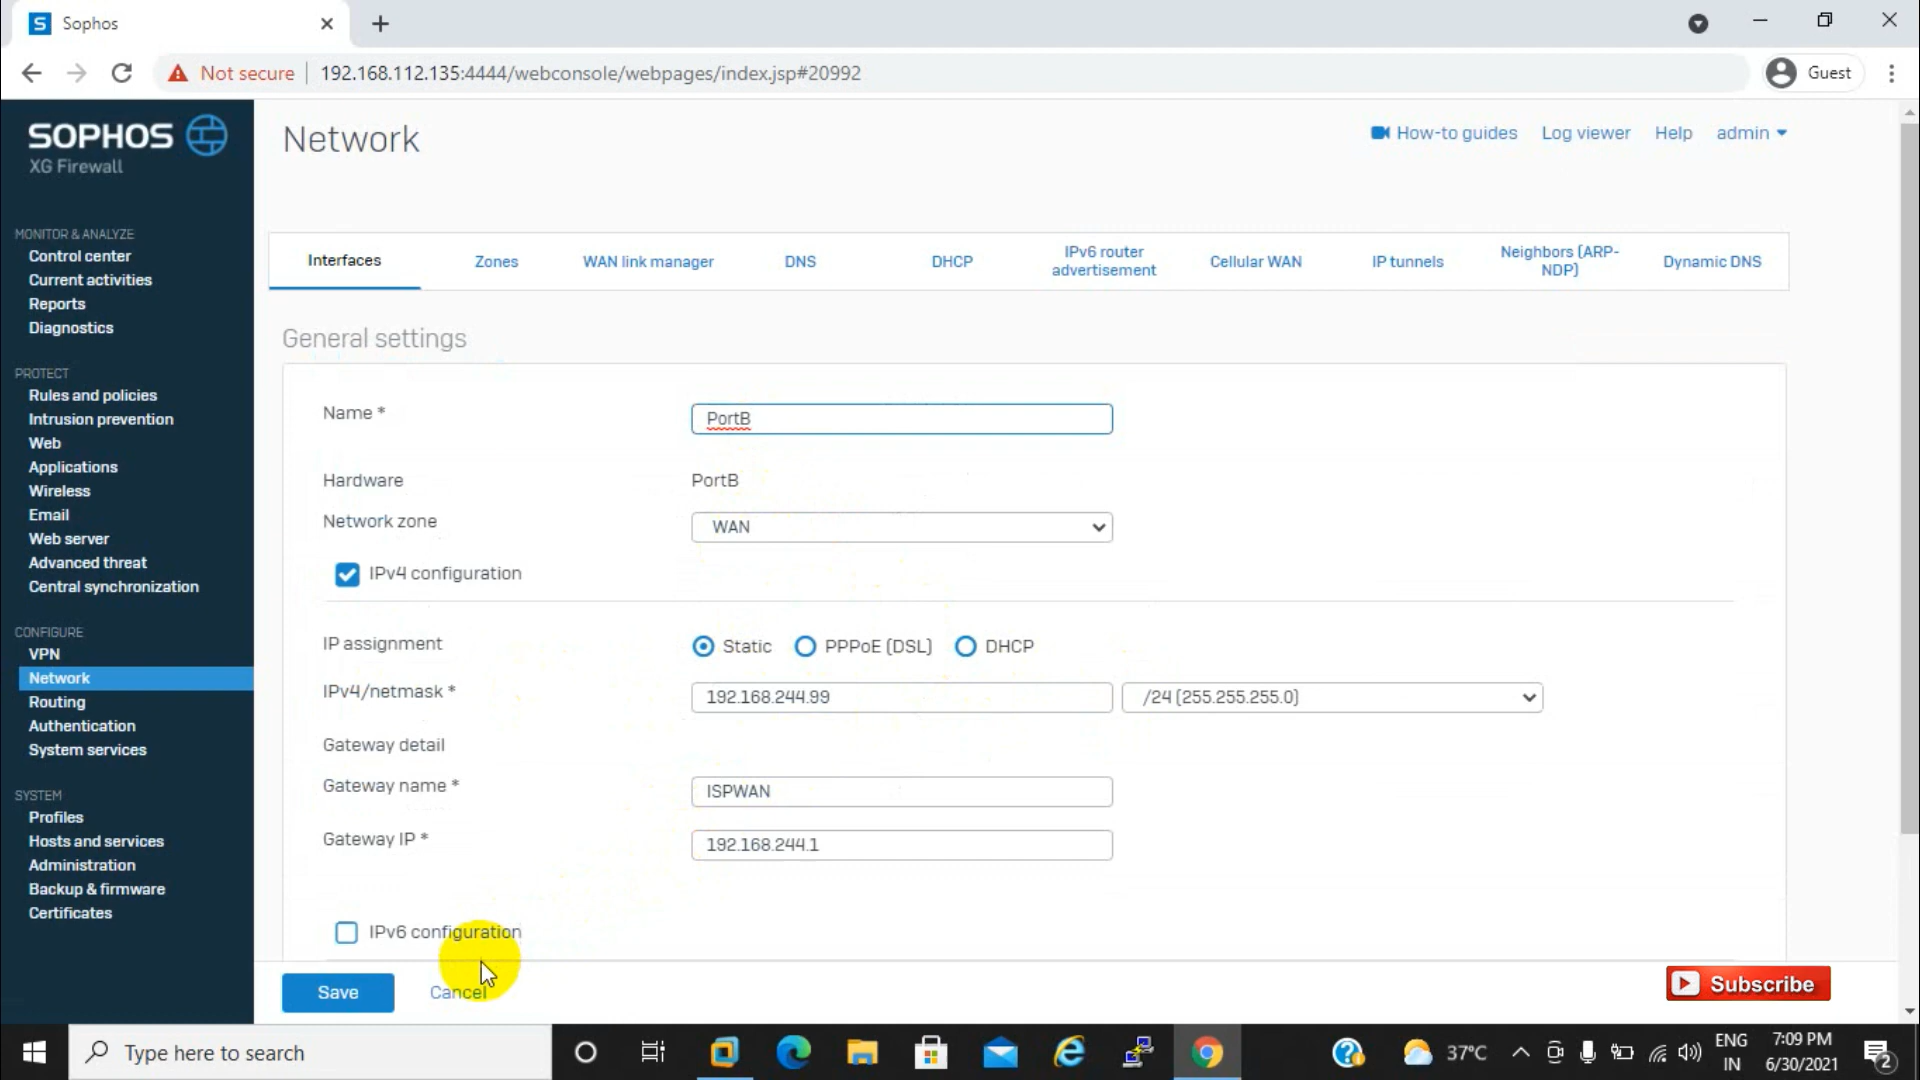 S Sophos
Not secure 192.168.112.135:4444/webconsole/webpages/index.jsp#20992 Guest
SOPHOS
XG Firewall
MONITOR & ANALYZE
Control center
Current activities
Reports
Diagnostics
PROTECT
Rules and policies
Intrusion prevention
Web
Applications
Wireless
Email
Web server
Advanced threat
Central synchronization
CONFIGURE
VPN
Network
Routing
Authentication
System services
SYSTEM
Profiles
Hosts and services
Administration
Backup & firmware
Certificates
Network
How-to guides Log viewer Help admin
Interfaces Zones WAN link manager DNS DHCP IPv6 router advertisement Cellular WAN IP tunnels Neighbors (ARP-NDP) Dynamic DNS
General settings
Name * PortB
Hardware PortB
Network zone WAN
IPv4 configuration
IP assignment Static PPPoE (DSL) DHCP
IPv4/netmask * 192.168.244.99 /24 (255.255.255.0)
Gateway detail
Gateway name * ISPWAN
Gateway IP * 192.168.244.1
IPv6 configuration
Save Cancel
Subscribe
Type here to search
37°C
ENG
IN
7:09 PM
6/30/2021
2